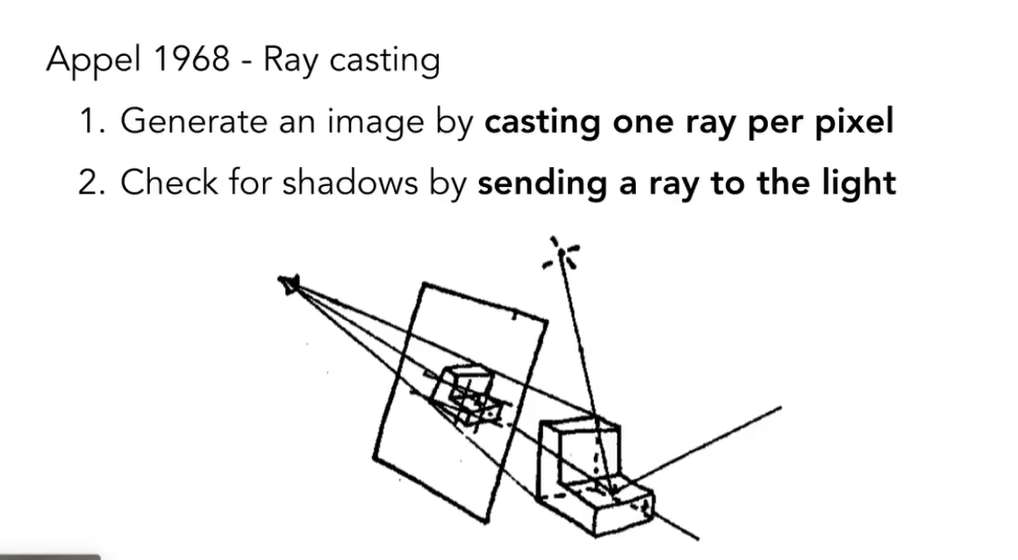 Appel 1968 - Ray casting
1. Generate an image by casting one ray per pixel
2. Check for shadows by sending a ray to the light